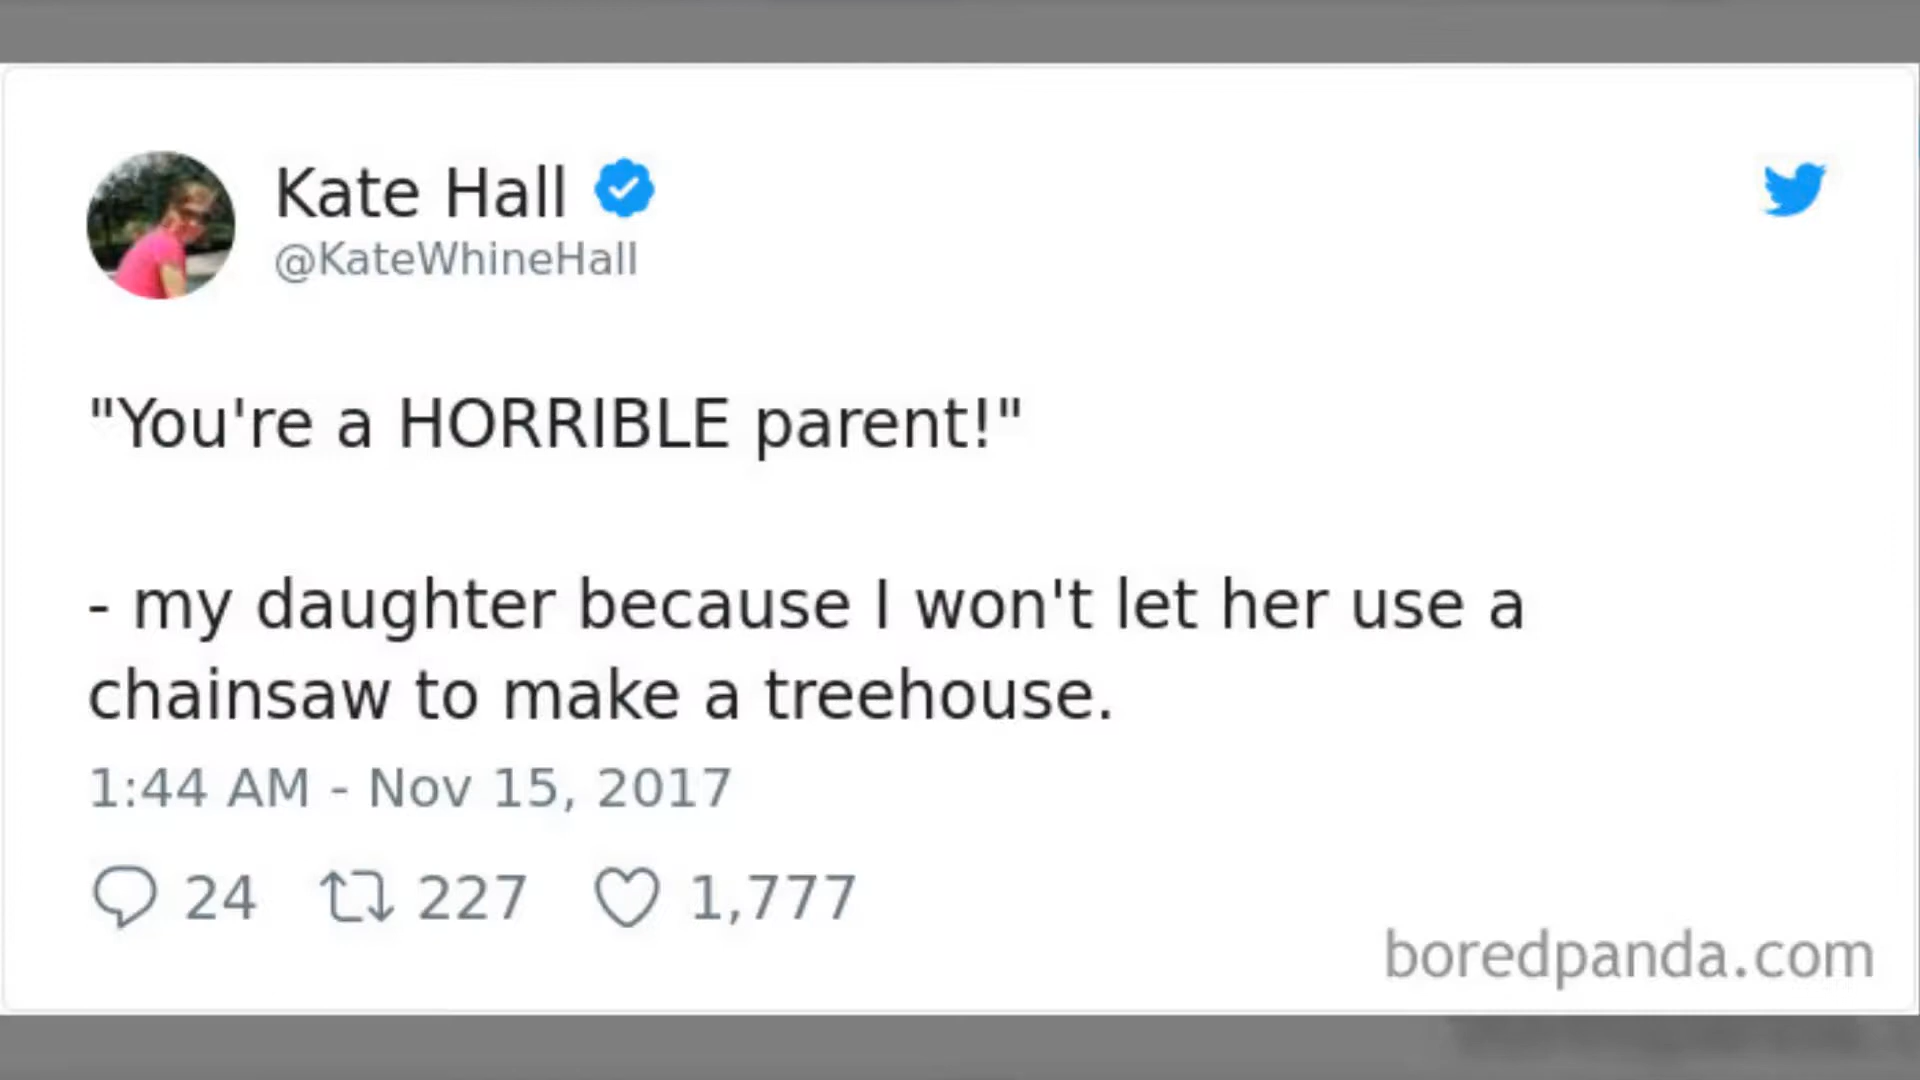 Kate Hall
@KateWhineHall
"You're a HORRIBLE parent!"
- my daughter because I won't let her use a
chainsaw to make a treehouse.
1:44 AM - Nov 15, 2017
24 227 1,777
boredpanda.com